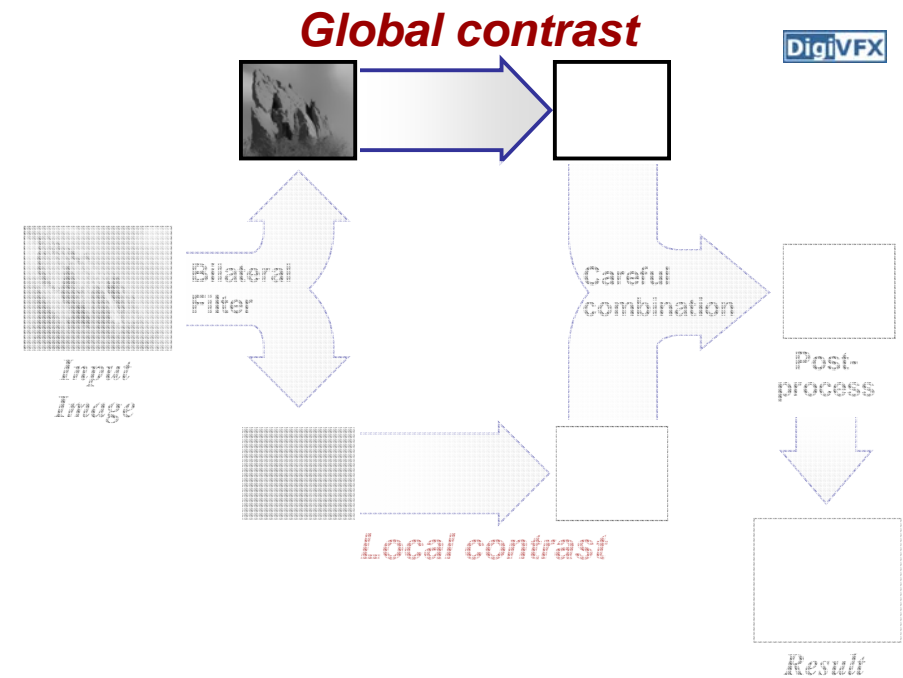 Global contrast
DigiVFX
Bilateral
Filter
Careful
combination
Input
Image
Post-
process
Local contrast
Result